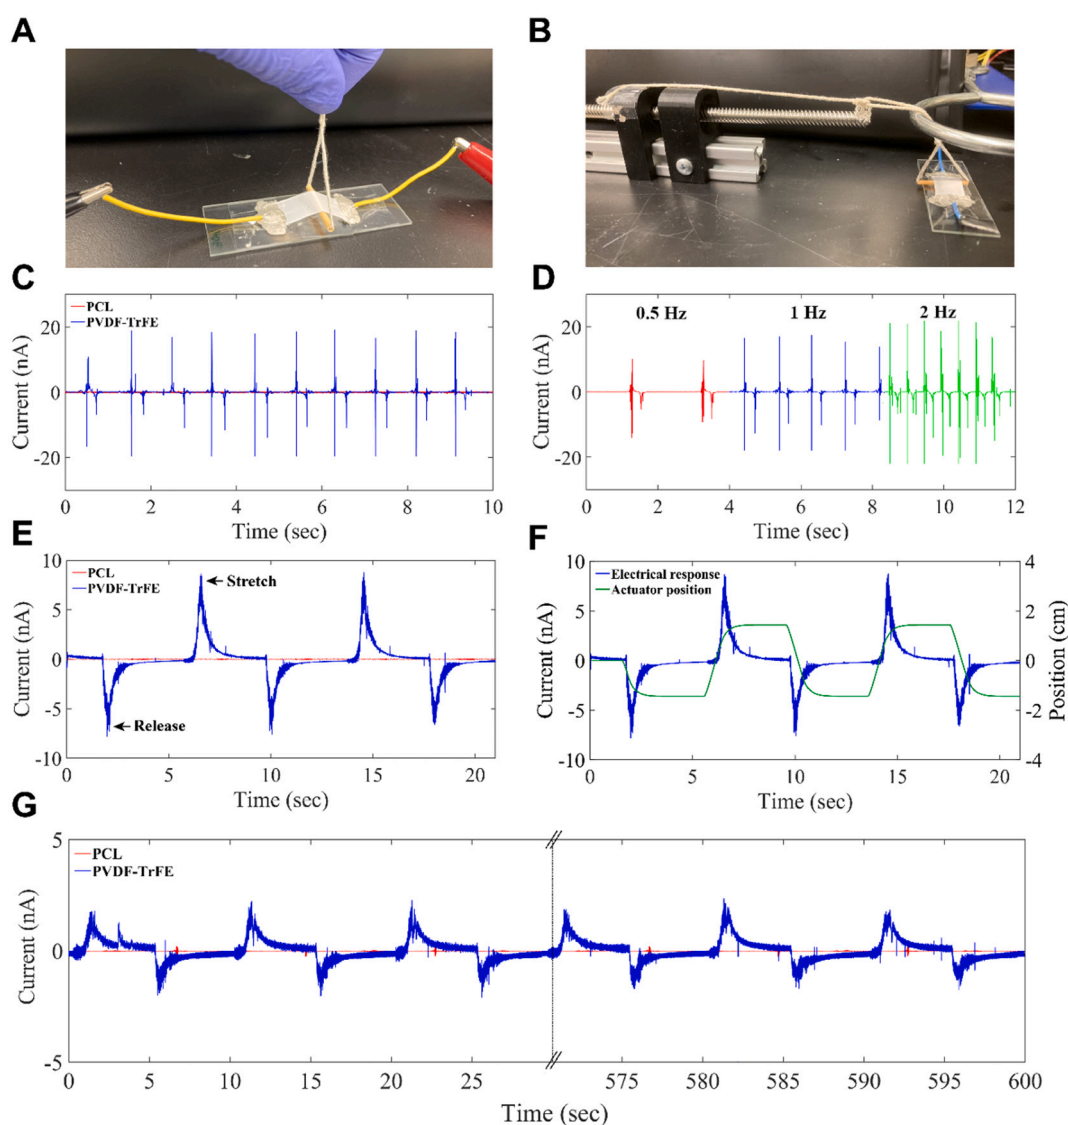 A
B
C
D
PCL
PVDF-TrFE
20
0
-20
Current (nA)
0
2
4
6
8
10
Time (sec)
0.5 Hz
1 Hz
2 Hz
20
0
-20
Current (nA)
0
2
4
6
8
10
12
Time (sec)
E
F
PCL
PVDF-TrFE
Stretch
Release
10
5
0
-5
-10
Current (nA)
0
5
10
15
20
Time (sec)
Electrical response
Actuator position
10
5
0
-5
-10
Current (nA)
4
2
0
-2
-4
Position (cm)
0
5
10
15
20
Time (sec)
G
PCL
PVDF-TrFE
5
0
-5
Current (nA)
0
5
10
15
20
25
575
580
585
590
595
600
Time (sec)